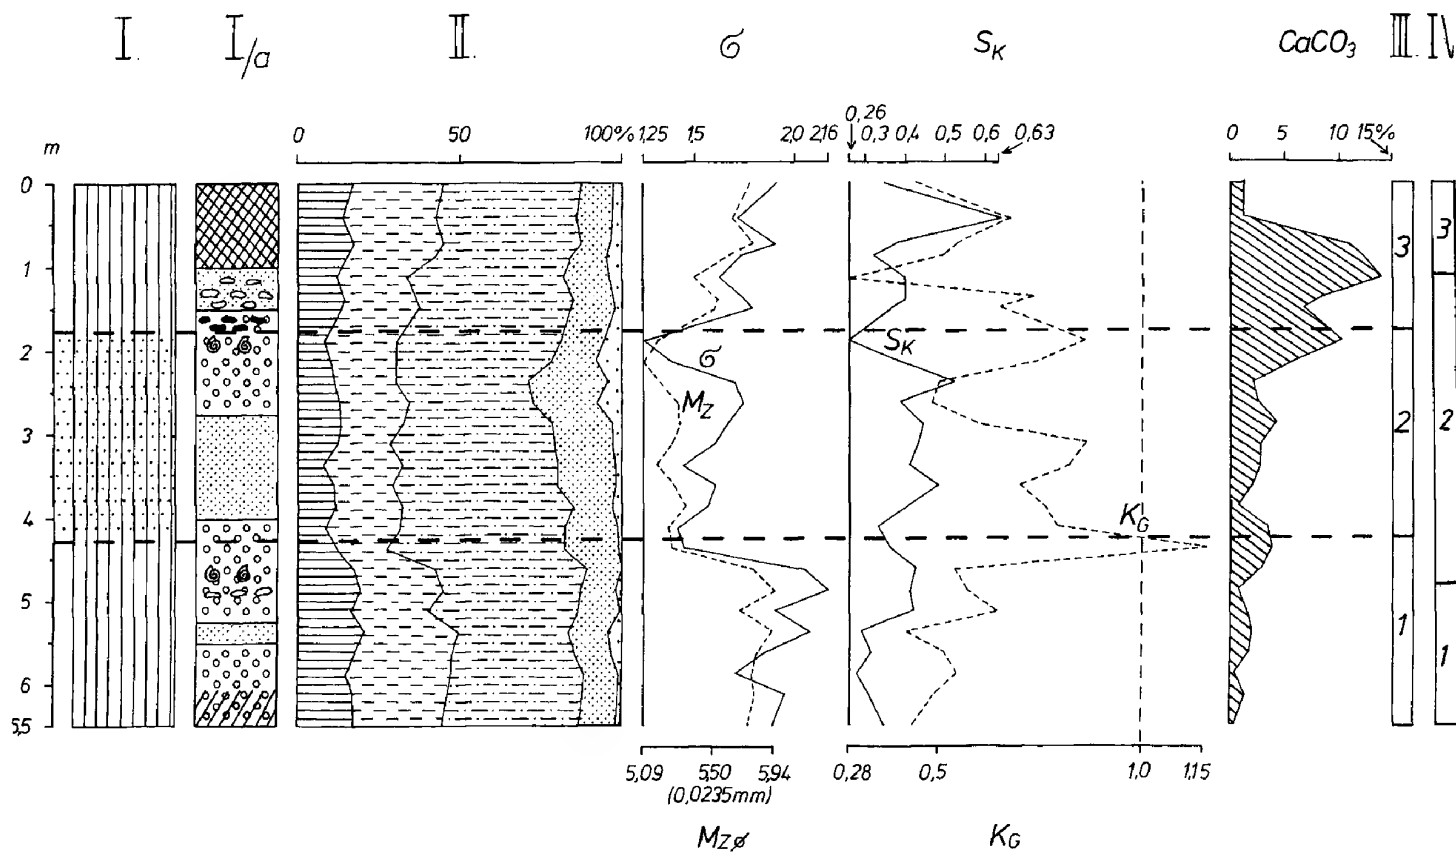 I. I/a II. σ S_K CaCO₃ III. IV
0 50 100% 1,25 1,5 2,0 2,16 0,26 0,3 0,4 0,5 0,6 0,63 0 5 10 15%
m
0
1
2
3
4
5
6
5,5
S_K
σ
M_Z
K_G
3
2
1
3
2
1
5,09 5,50 5,94 0,28 0,5 1,0 1,15
(0,0235mm)
M_Zø K_G